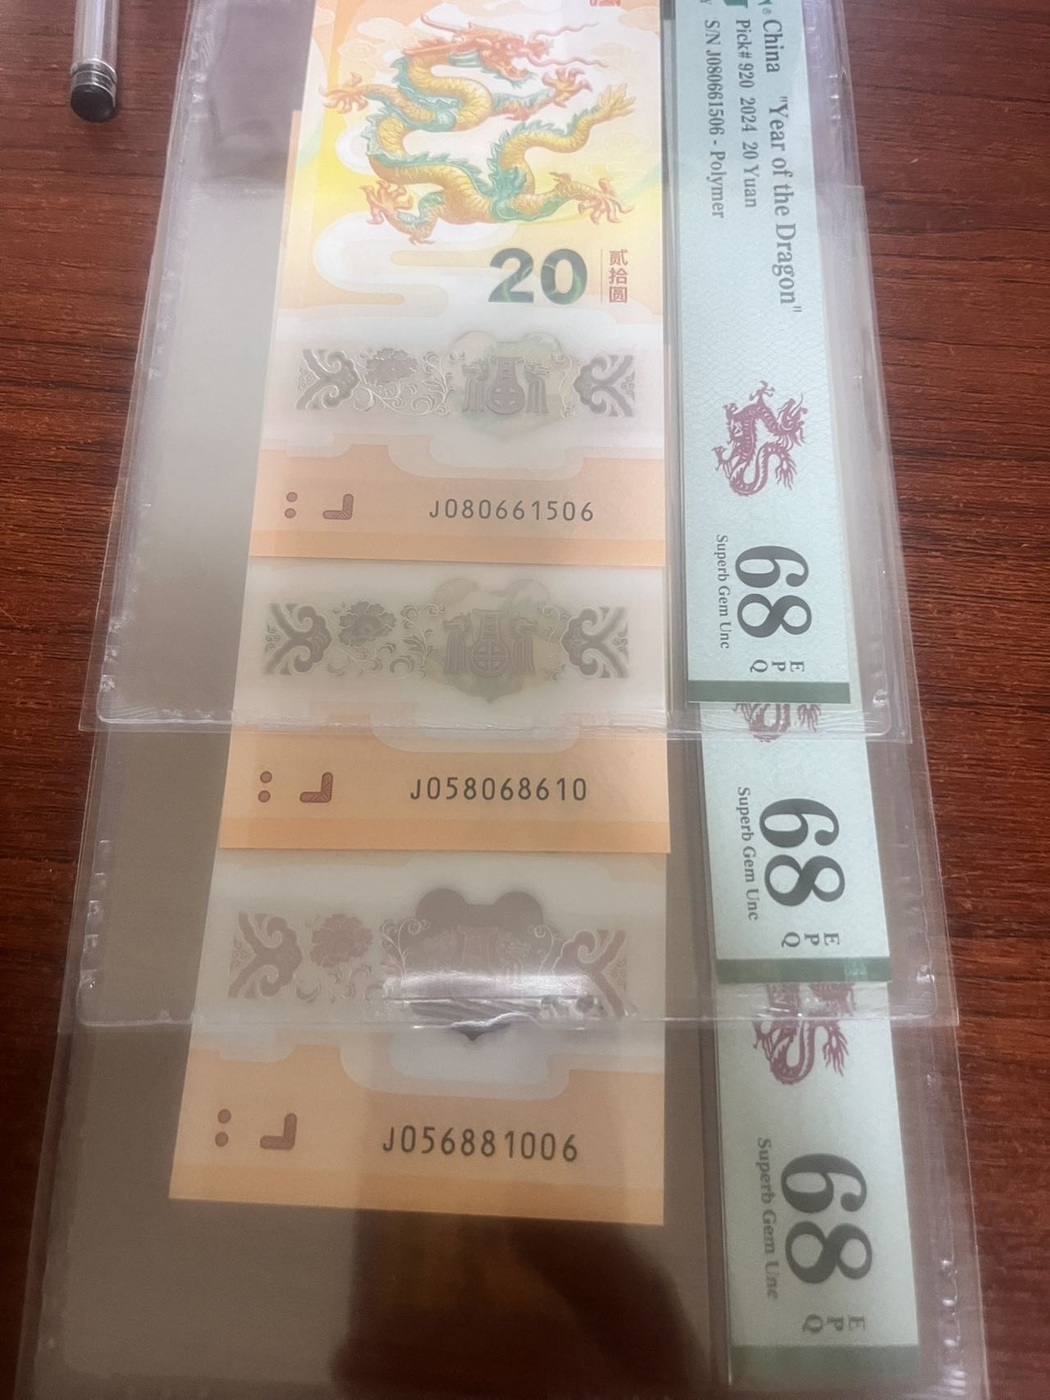 20
贰拾圆
J080661506
J058068610
J056881006
China "Year of the Dragon"
Pick# 920 2024 20 Yuan
S/N J080661506 - Polymer
68
EPQ
Superb Gem Unc
68
EPQ
Superb Gem Unc
68
EPQ
Superb Gem Unc